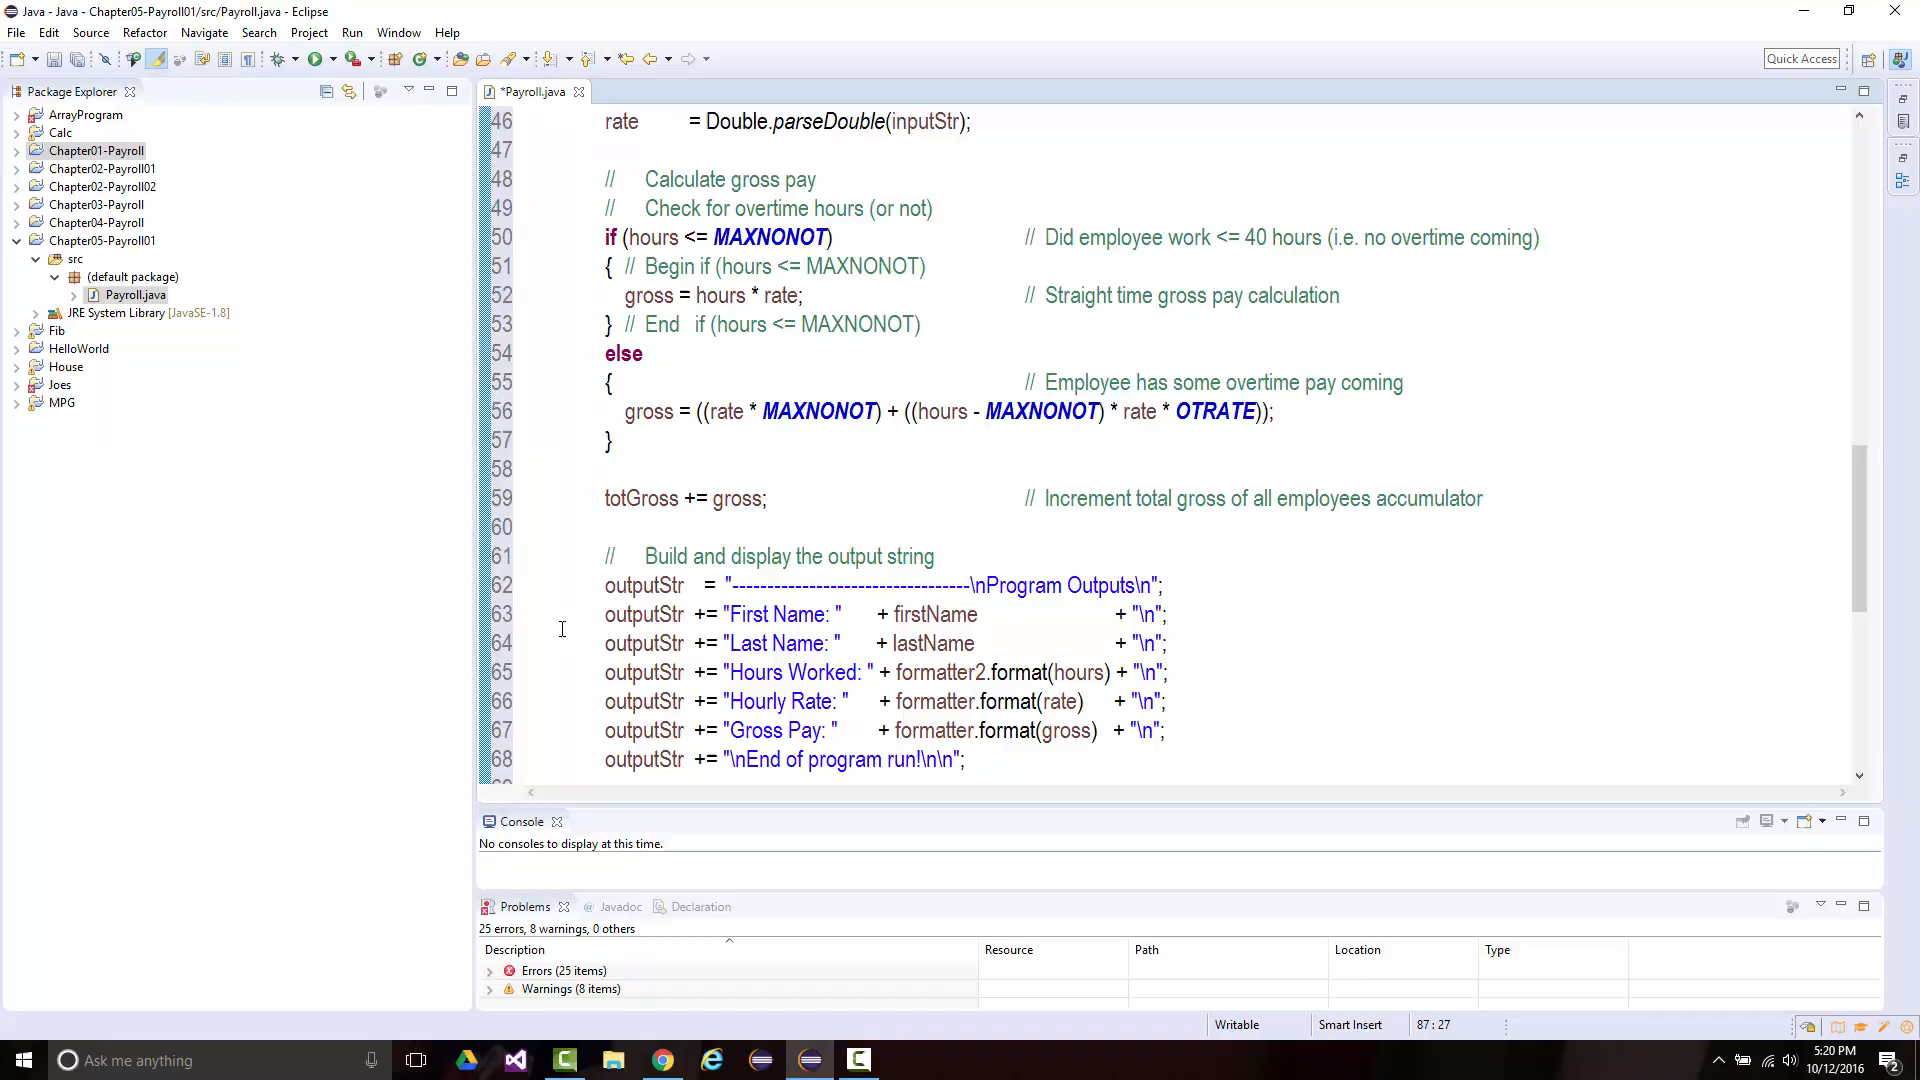 Java - Java - Chapter05-Payroll01/src/Payroll.java - Eclipse
File Edit Source Refactor Navigate Search Project Run Window Help
Quick Access
Package Explorer
ArrayProgram
Calc
Chapter01-Payroll
Chapter02-Payroll01
Chapter02-Payroll02
Chapter03-Payroll
Chapter04-Payroll
Chapter05-Payroll01
src
(default package)
Payroll.java
JRE System Library [JavaSE-1.8]
Fib
HelloWorld
House
Joes
MPG
*Payroll.java
46 rate = Double.parseDouble(inputStr);
47
48 // Calculate gross pay
49 // Check for overtime hours (or not)
50 if (hours <= MAXNONOT) // Did employee work <= 40 hours (i.e. no overtime coming)
51 { // Begin if (hours <= MAXNONOT)
52 gross = hours * rate; // Straight time gross pay calculation
53 } // End if (hours <= MAXNONOT)
54 else
55 { // Employee has some overtime pay coming
56 gross = ((rate * MAXNONOT) + ((hours - MAXNONOT) * rate * OTRATE));
57 }
58
59 totGross += gross; // Increment total gross of all employees accumulator
60
61 // Build and display the output string
62 outputStr = "----------------------------------\nProgram Outputs\n";
63 outputStr += "First Name: " + firstName + "\n";
64 outputStr += "Last Name: " + lastName + "\n";
65 outputStr += "Hours Worked: " + formatter2.format(hours) + "\n";
66 outputStr += "Hourly Rate: " + formatter.format(rate) + "\n";
67 outputStr += "Gross Pay: " + formatter.format(gross) + "\n";
68 outputStr += "\nEnd of program run!\n\n";
Console
No consoles to display at this time.
Problems @ Javadoc Declaration
25 errors, 8 warnings, 0 others
Description Resource Path Location Type
Errors (25 items)
Warnings (8 items)
Writable Smart Insert 87 : 27
Ask me anything
5:20 PM
10/12/2016
2